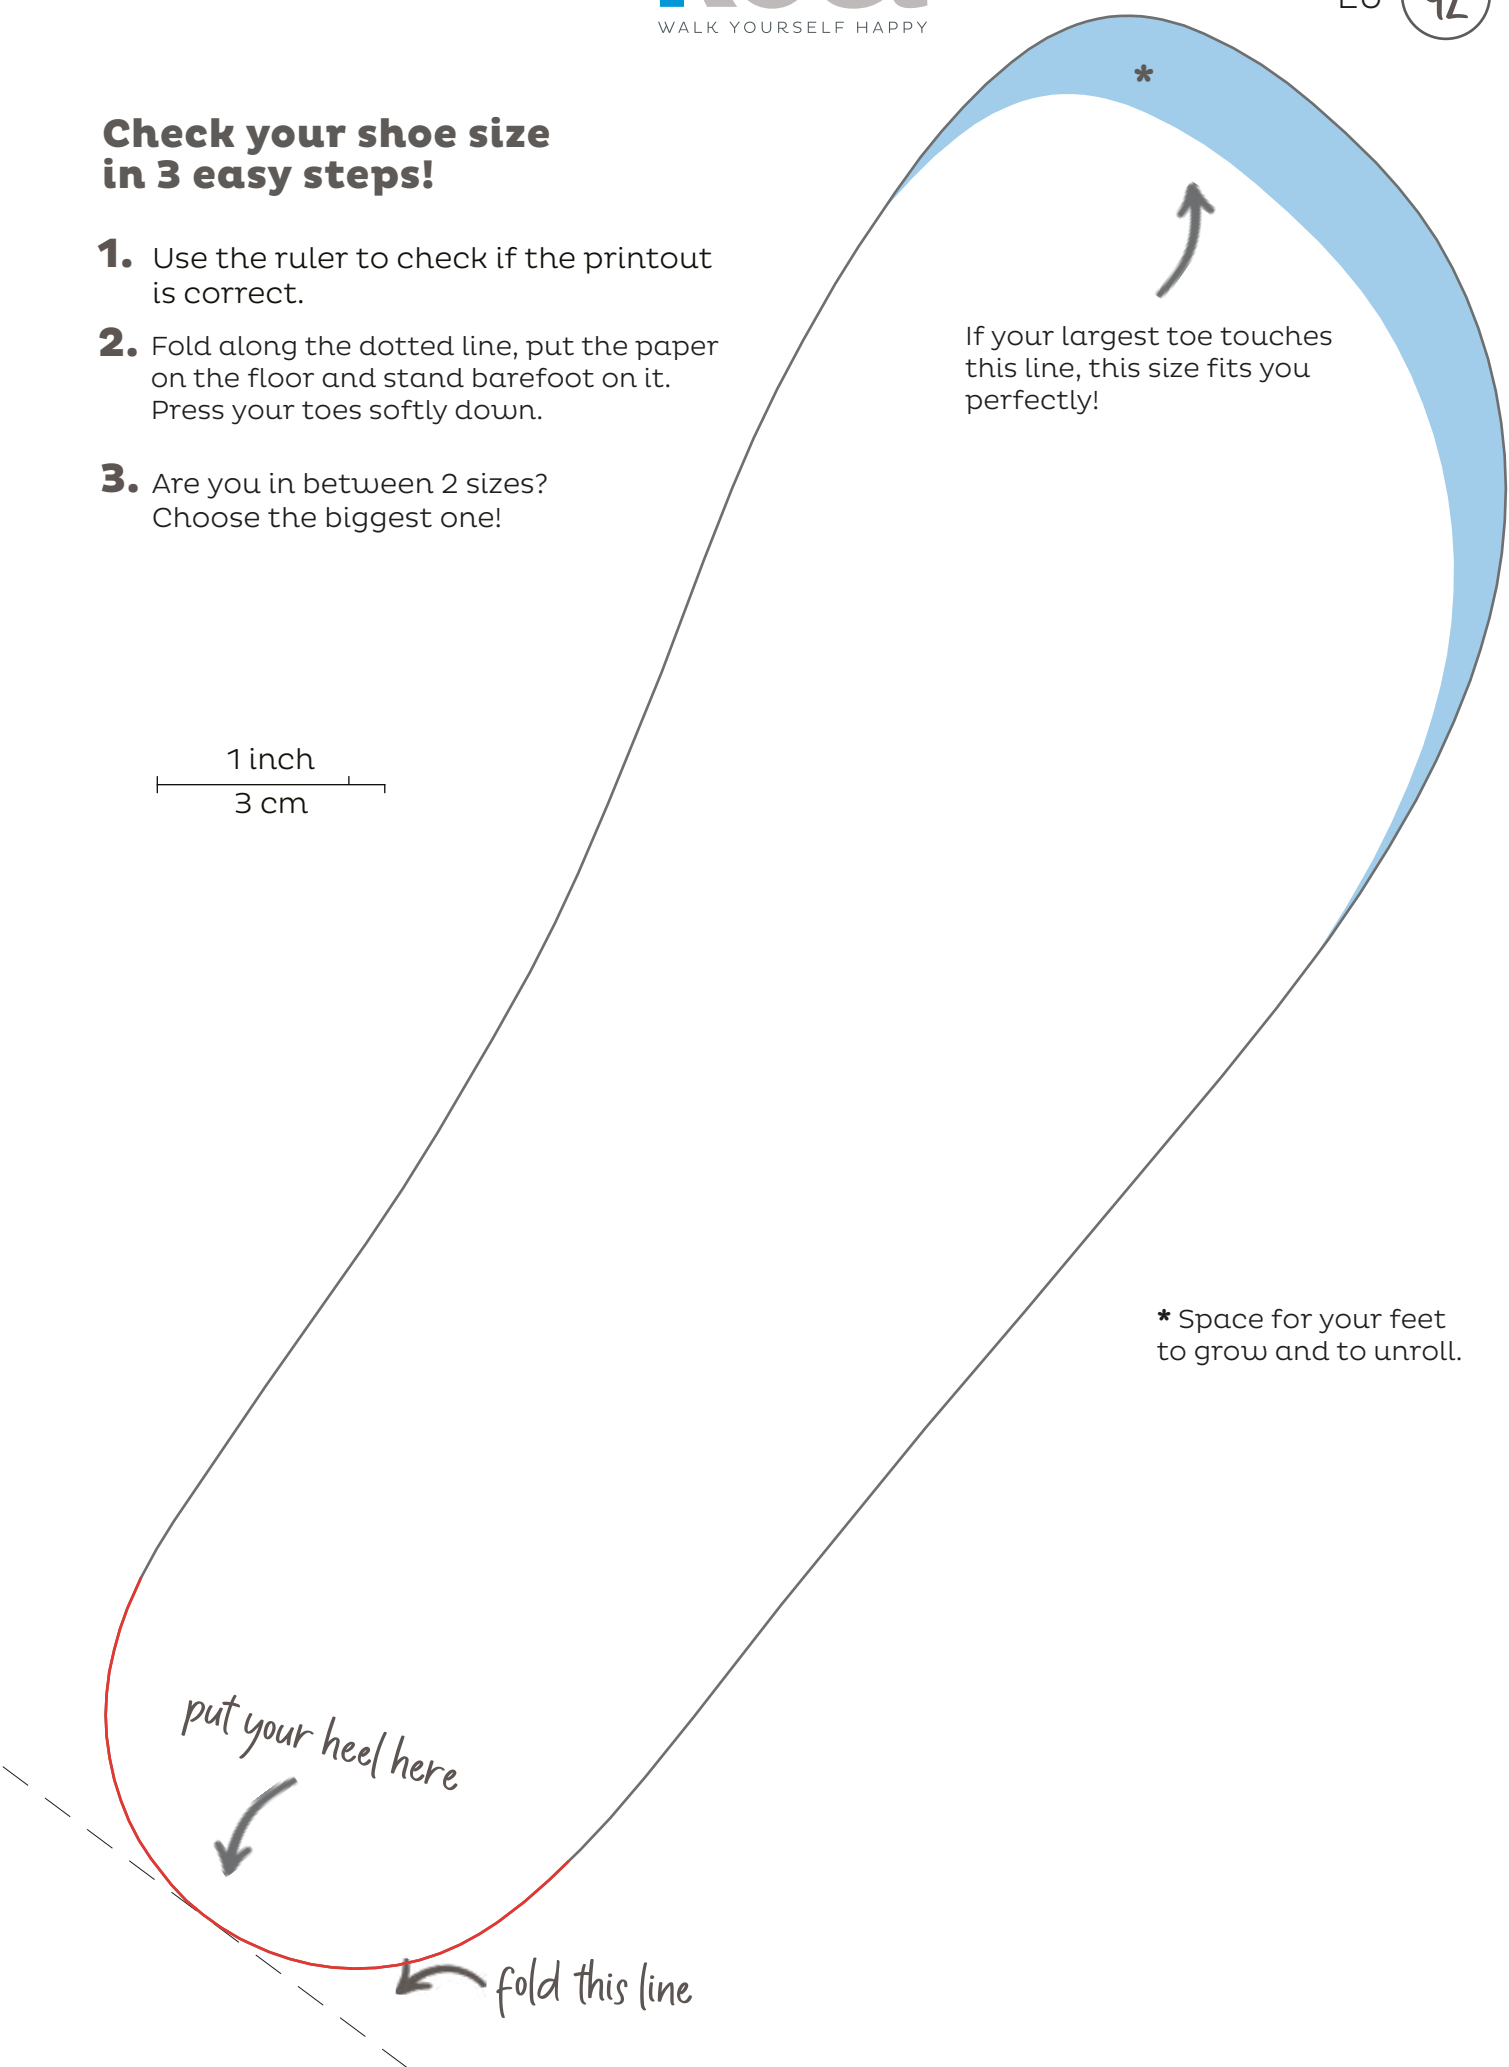 WALK YOURSELF HAPPY
*
Check your shoe size
in 3 easy steps!
1. Use the ruler to check if the printout
is correct.
2. Fold along the dotted line, put the paper
on the floor and stand barefoot on it.
Press your toes softly down.
3. Are you in between 2 sizes?
Choose the biggest one!
If your largest toe touches
this line, this size fits you
perfectly!
1 inch
3 cm
* Space for your feet
to grow and to unroll.
put your heel here
fold this line